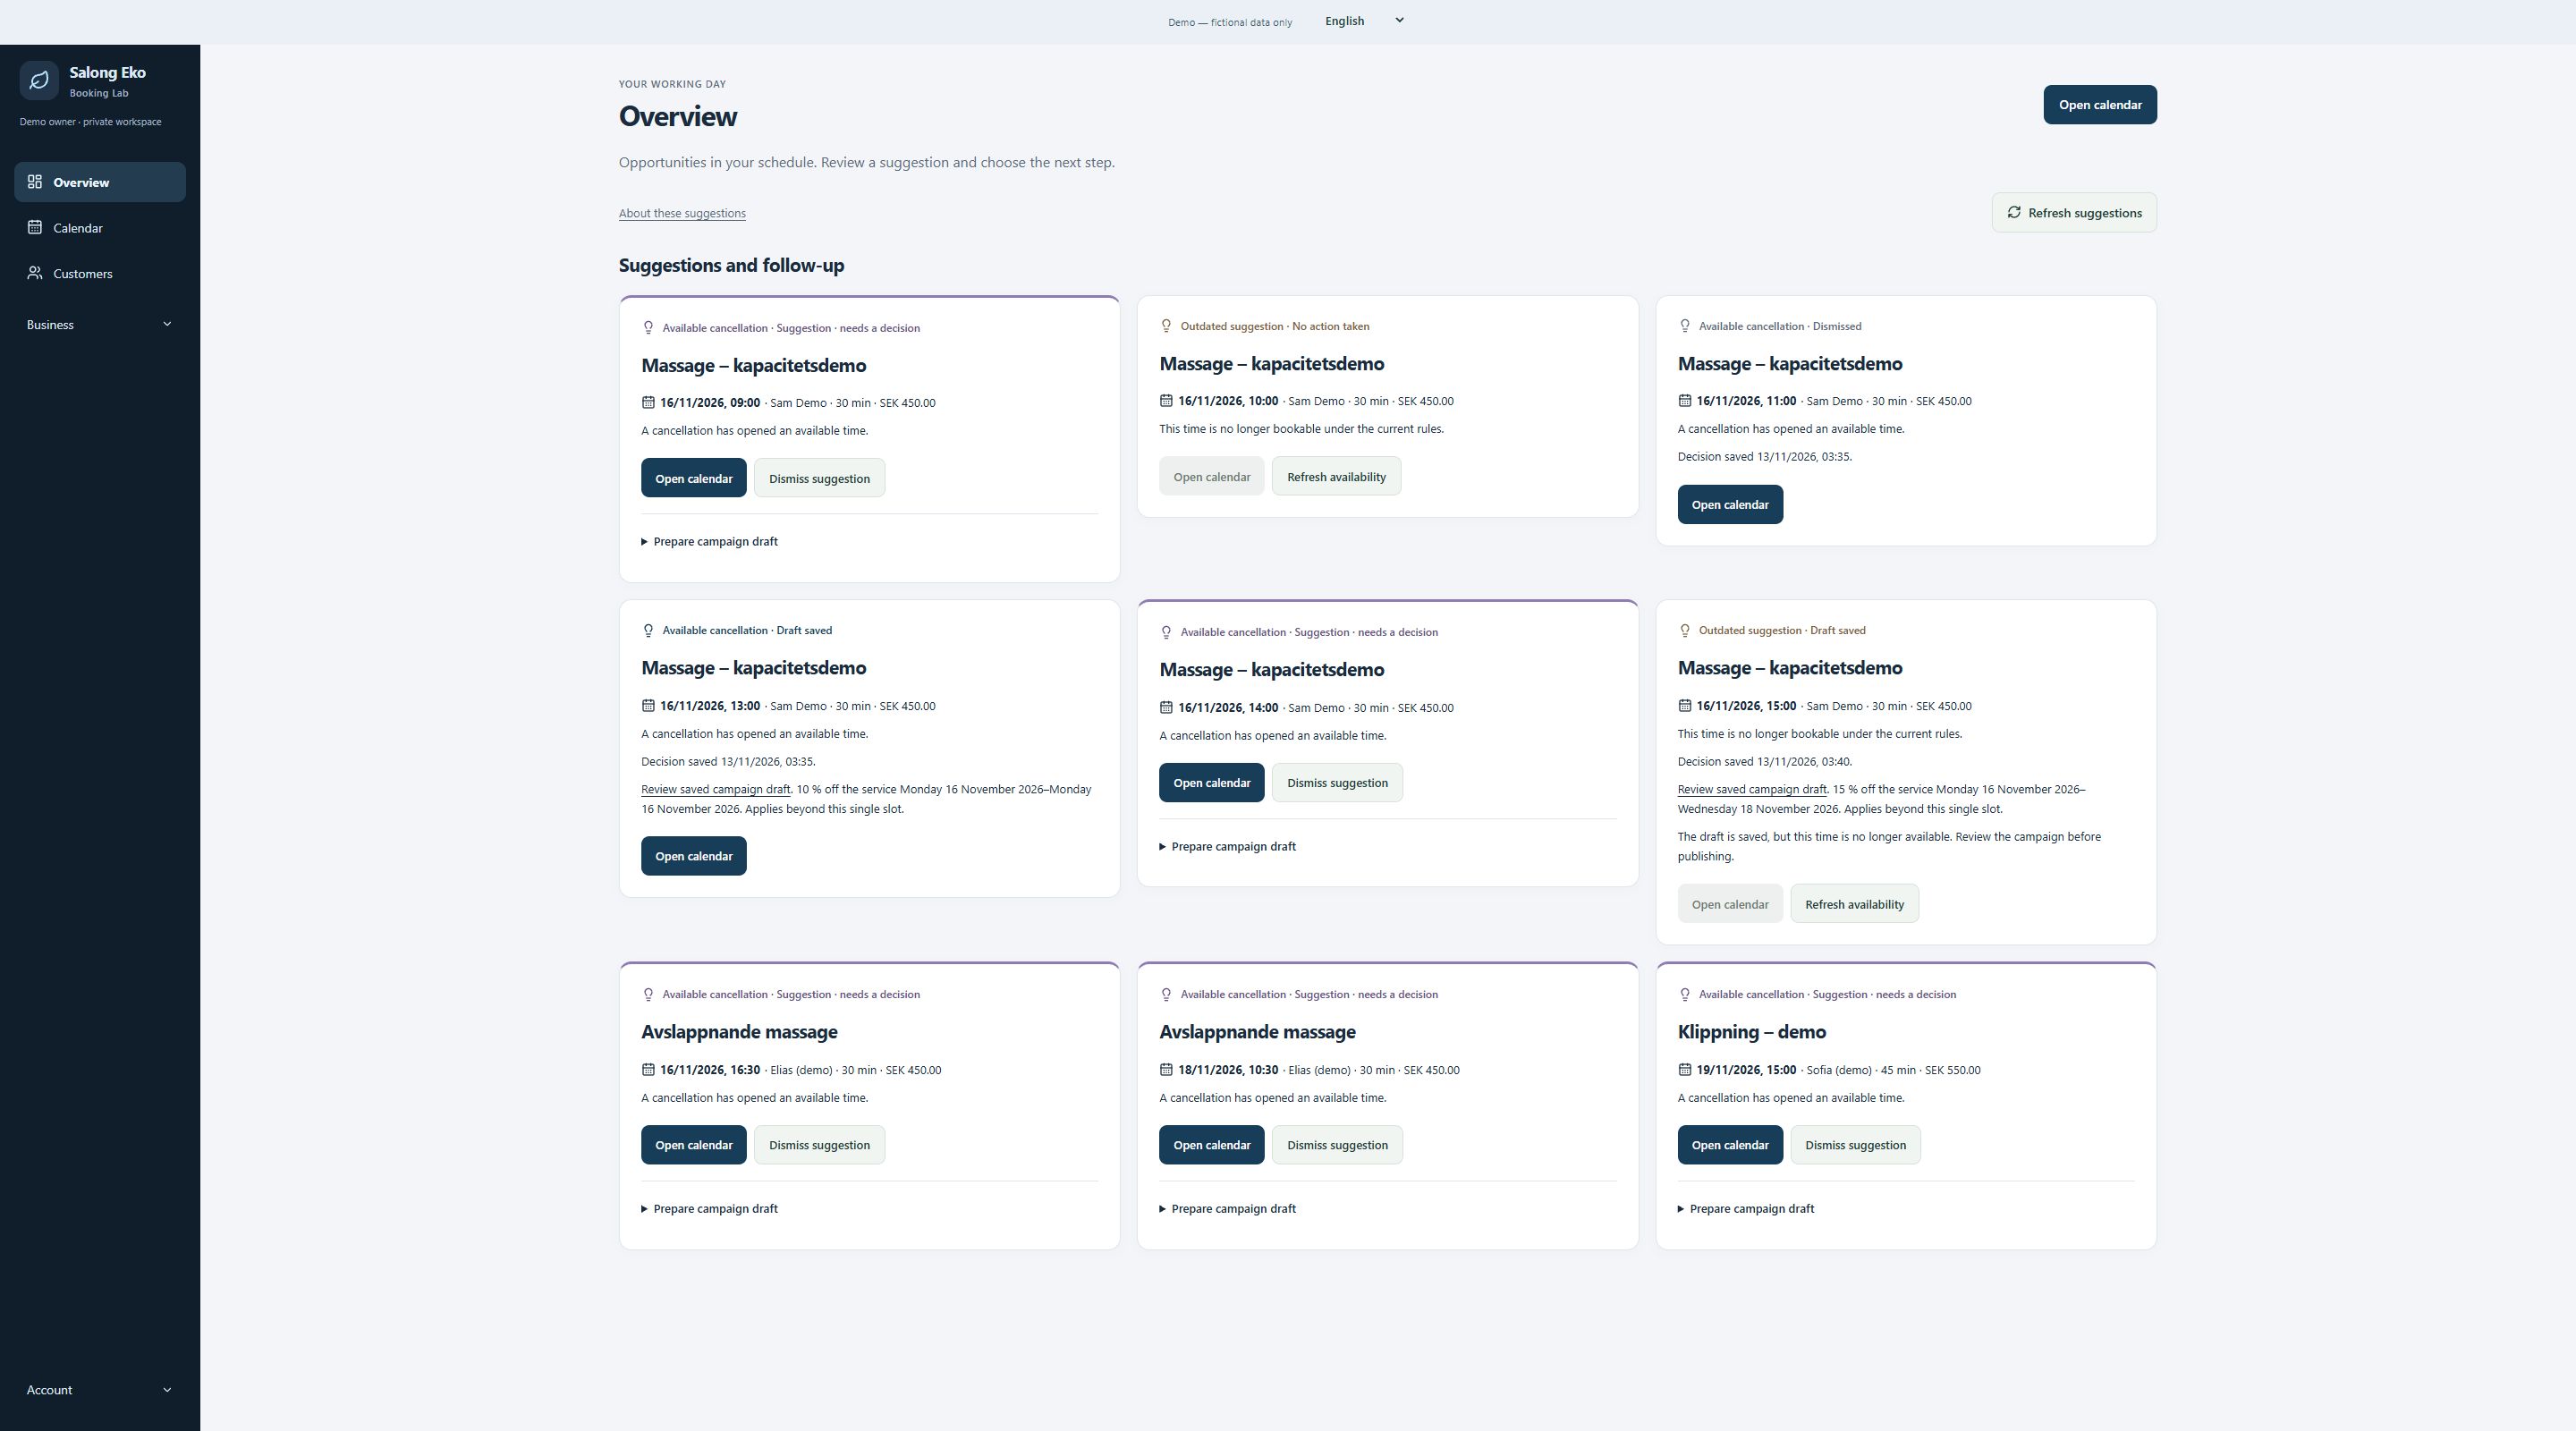 Demo — fictional data only
English
Salong Eko
Booking Lab
Demo owner · private workspace
Overview
Calendar
Customers
Business
Account
YOUR WORKING DAY
Overview
Open calendar
Opportunities in your schedule. Review a suggestion and choose the next step.
About these suggestions
Refresh suggestions
Suggestions and follow-up
Available cancellation · Suggestion · needs a decision
Massage – kapacitetsdemo
16/11/2026, 09:00 · Sam Demo · 30 min · SEK 450.00
A cancellation has opened an available time.
Open calendar
Dismiss suggestion
Prepare campaign draft
Outdated suggestion · No action taken
Massage – kapacitetsdemo
16/11/2026, 10:00 · Sam Demo · 30 min · SEK 450.00
This time is no longer bookable under the current rules.
Open calendar
Refresh availability
Available cancellation · Dismissed
Massage – kapacitetsdemo
16/11/2026, 11:00 · Sam Demo · 30 min · SEK 450.00
A cancellation has opened an available time.
Decision saved 13/11/2026, 03:35.
Open calendar
Available cancellation · Draft saved
Massage – kapacitetsdemo
16/11/2026, 13:00 · Sam Demo · 30 min · SEK 450.00
A cancellation has opened an available time.
Decision saved 13/11/2026, 03:35.
Review saved campaign draft. 10 % off the service Monday 16 November 2026–Monday
16 November 2026. Applies beyond this single slot.
Open calendar
Available cancellation · Suggestion · needs a decision
Massage – kapacitetsdemo
16/11/2026, 14:00 · Sam Demo · 30 min · SEK 450.00
A cancellation has opened an available time.
Open calendar
Dismiss suggestion
Prepare campaign draft
Outdated suggestion · Draft saved
Massage – kapacitetsdemo
16/11/2026, 15:00 · Sam Demo · 30 min · SEK 450.00
This time is no longer bookable under the current rules.
Decision saved 13/11/2026, 03:40.
Review saved campaign draft. 15 % off the service Monday 16 November 2026–
Wednesday 18 November 2026. Applies beyond this single slot.
The draft is saved, but this time is no longer available. Review the campaign before
publishing.
Open calendar
Refresh availability
Available cancellation · Suggestion · needs a decision
Avslappnande massage
16/11/2026, 16:30 · Elias (demo) · 30 min · SEK 450.00
A cancellation has opened an available time.
Open calendar
Dismiss suggestion
Prepare campaign draft
Available cancellation · Suggestion · needs a decision
Avslappnande massage
18/11/2026, 10:30 · Elias (demo) · 30 min · SEK 450.00
A cancellation has opened an available time.
Open calendar
Dismiss suggestion
Prepare campaign draft
Available cancellation · Suggestion · needs a decision
Klippning – demo
19/11/2026, 15:00 · Sofia (demo) · 45 min · SEK 550.00
A cancellation has opened an available time.
Open calendar
Dismiss suggestion
Prepare campaign draft